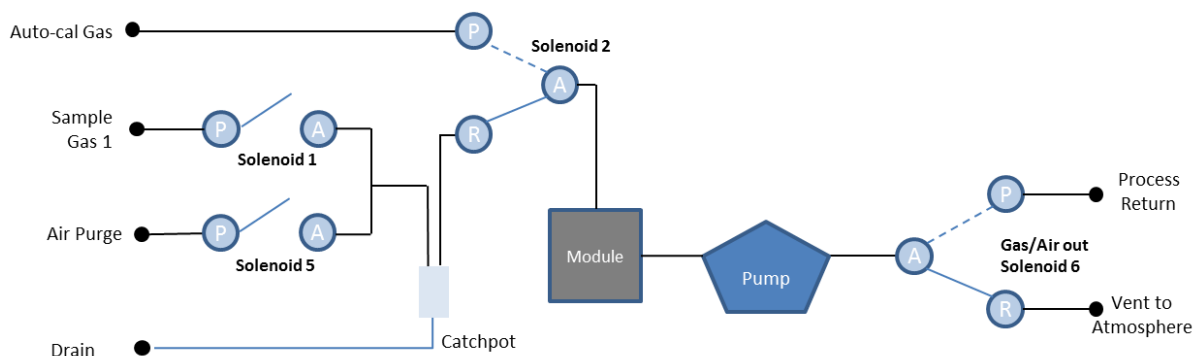 Auto-cal Gas
P
Solenoid 2
A
Sample
Gas 1
P
A
R
Solenoid 1
Process
Return
P
Air Purge
P
A
Solenoid 5
Module
Pump
A
Gas/Air out
Solenoid 6
R
Vent to
Atmosphere
Drain
Catchpot